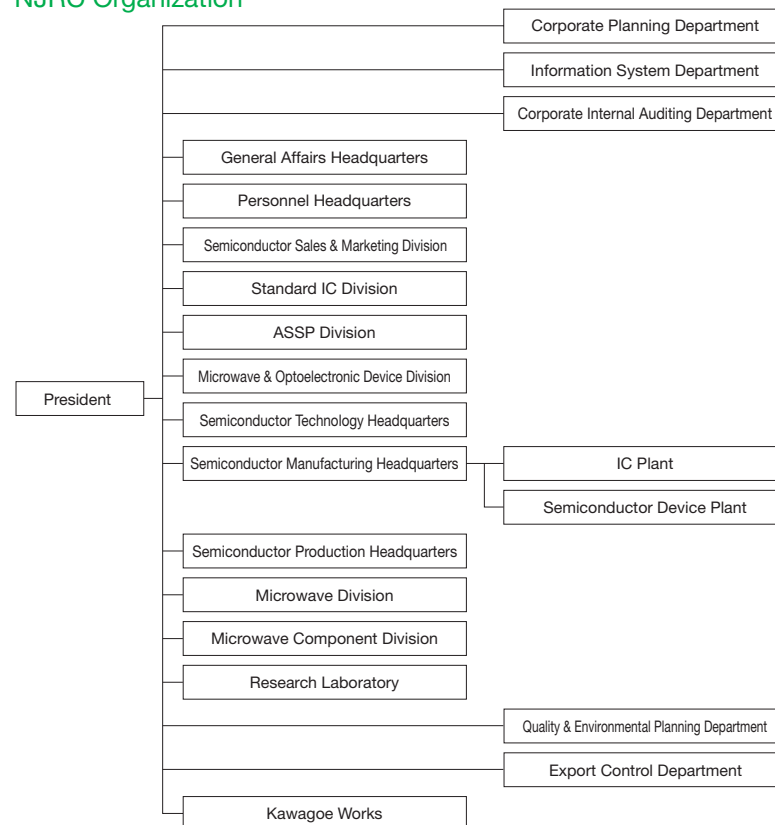 NJRC Organization
Corporate Planning Department
Information System Department
Corporate Internal Auditing Department
General Affairs Headquarters
Personnel Headquarters
Semiconductor Sales & Marketing Division
Standard IC Division
ASSP Division
Microwave & Optoelectronic Device Division
President
Semiconductor Technology Headquarters
Semiconductor Manufacturing Headquarters
IC Plant
Semiconductor Device Plant
Semiconductor Production Headquarters
Microwave Division
Microwave Component Division
Research Laboratory
Quality & Environmental Planning Department
Export Control Department
Kawagoe Works